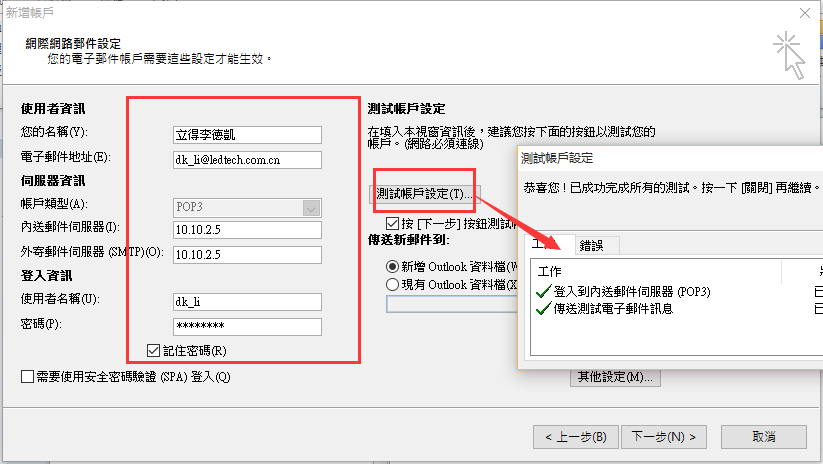 新增帳戶
網際網路郵件設定
您的電子郵件帳戶需要這些設定才能生效。
使用者資訊
您的名稱(Y):
立得李德凱
電子郵件地址(E):
dk_li@ledtech.com.cn
伺服器資訊
帳戶類型(A):
POP3
內送郵件伺服器(I):
10.10.2.5
外寄郵件伺服器 (SMTP)(O):
10.10.2.5
登入資訊
使用者名稱(U):
dk_li
密碼(P):
********
記住密碼(R)
需要使用安全密碼驗證 (SPA) 登入(Q)
測試帳戶設定
在填入本視窗資訊後，建議您按下面的按鈕以測試您的
帳戶。(網路必須連線)
測試帳戶設定(T)...
按 [下一步] 按鈕測試
傳送新郵件到:
新增 Outlook 資料檔(W
現有 Outlook 資料檔(X
其他設定(M)...
測試帳戶設定
恭喜您！已成功完成所有的測試。按一下 [關閉] 再繼續。
工
錯誤
工作
登入到內送郵件伺服器 (POP3)
已
傳送測試電子郵件訊息
已
< 上一步(B)
下一步(N) >
取消